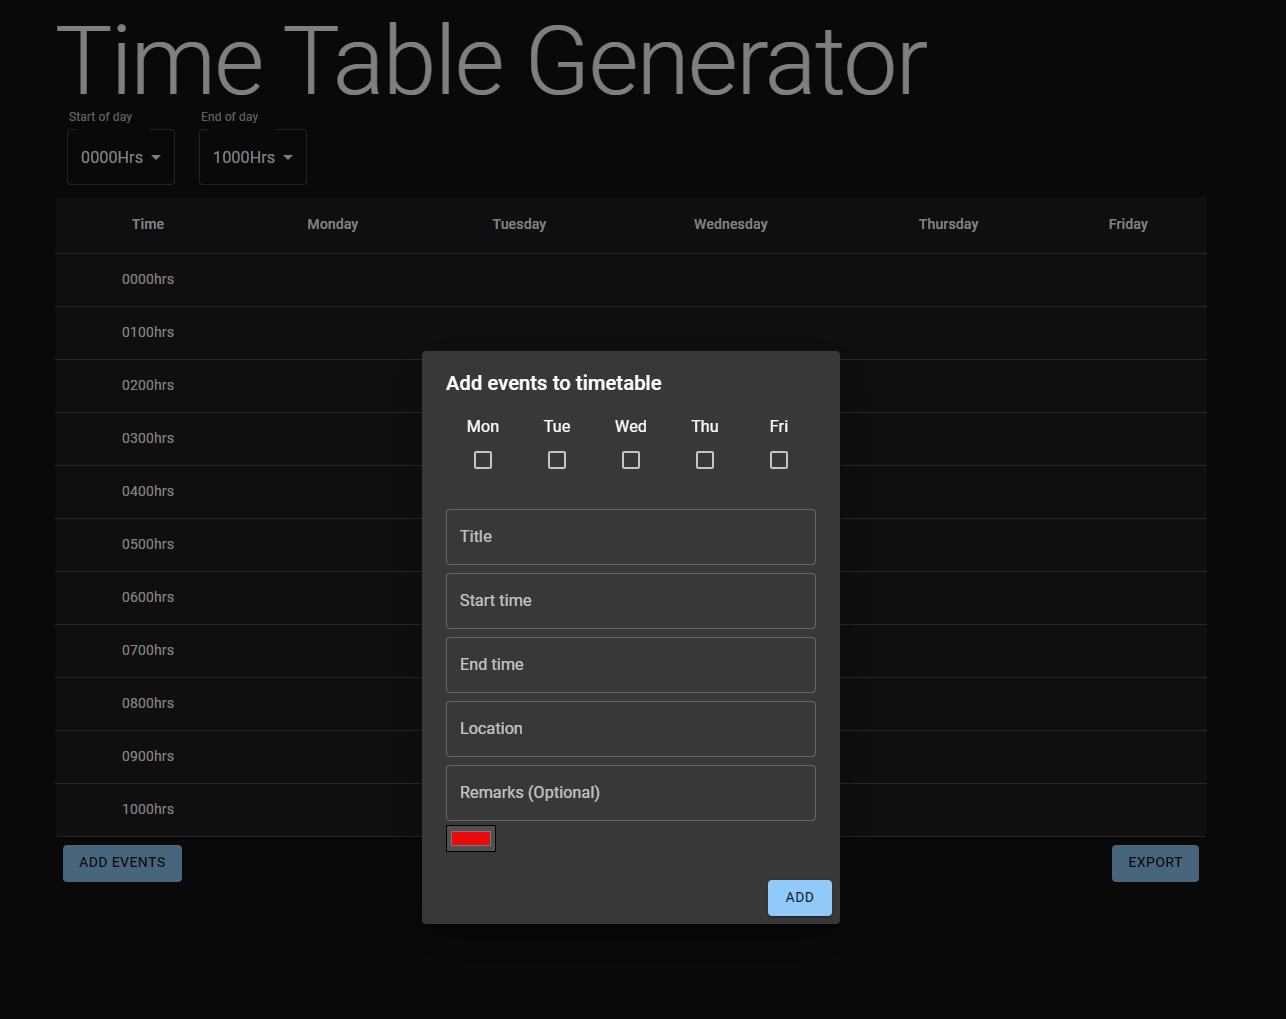 Time Table Generator
Start of day End of day
0000Hrs 1000Hrs
Time Monday Tuesday Wednesday Thursday Friday
0000hrs
0100hrs
0200hrs
0300hrs
0400hrs
0500hrs
0600hrs
0700hrs
0800hrs
0900hrs
1000hrs
Add events to timetable
Mon Tue Wed Thu Fri
Title
Start time
End time
Location
Remarks (Optional)
ADD
ADD EVENTS EXPORT